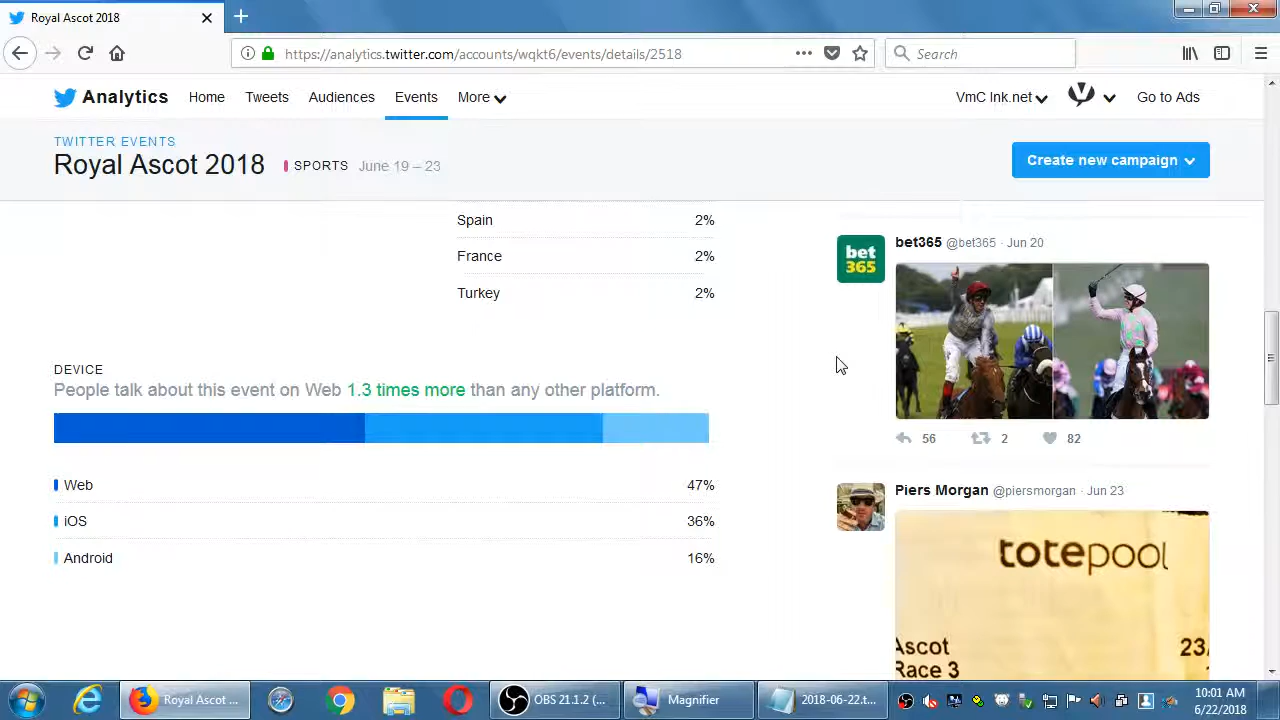 Royal Ascot 2018
https://analytics.twitter.com/accounts/wqkt6/events/details/2518
Search
Analytics
Home
Tweets
Audiences
Events
More
VmC Ink.net
Go to Ads
TWITTER EVENTS
Royal Ascot 2018
SPORTS
June 19 – 23
Create new campaign
Spain 2%
France 2%
Turkey 2%
DEVICE
People talk about this event on Web 1.3 times more than any other platform.
Web 47%
iOS 36%
Android 16%
bet365
bet365 @bet365 · Jun 20
56 2 82
Piers Morgan @piersmorgan · Jun 23
totepool
Ascot 23/
Race 3
Royal Ascot ...
OBS 21.1.2 (...
Magnifier
2018-06-22.t...
10:01 AM
6/22/2018